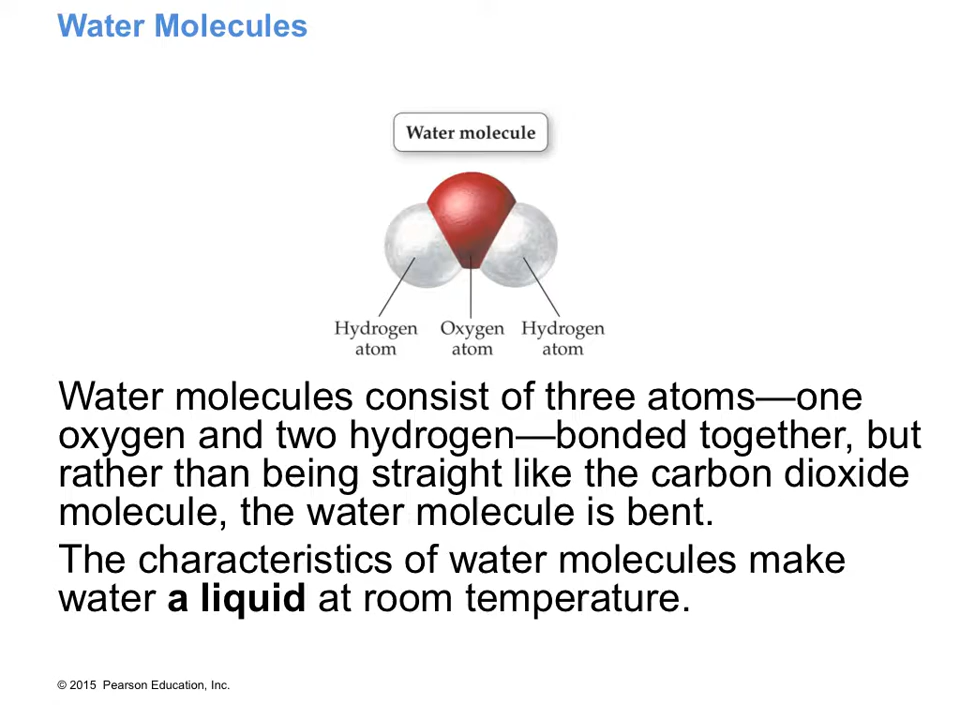 Water Molecules
Water molecule
Hydrogen atom
Oxygen atom
Hydrogen atom
Water molecules consist of three atoms—one
oxygen and two hydrogen—bonded together, but
rather than being straight like the carbon dioxide
molecule, the water molecule is bent.
The characteristics of water molecules make
water a liquid at room temperature.
© 2015 Pearson Education, Inc.